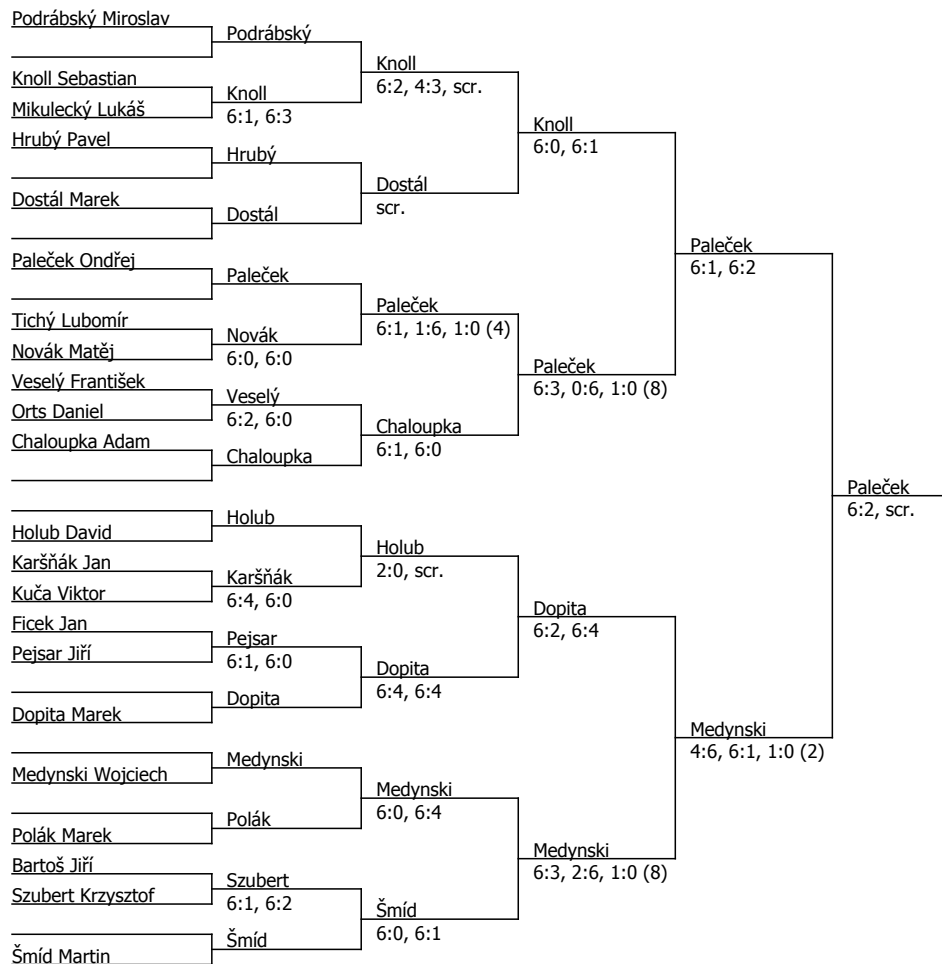 Podrábský Miroslav
Podrábský
Knoll
6:2, 4:3, scr.
Knoll Sebastian
Knoll
6:1, 6:3
Mikulecký Lukáš
Knoll
6:0, 6:1
Hrubý Pavel
Hrubý
Dostál
scr.
Dostál Marek
Dostál
Paleček
6:1, 6:2
Paleček Ondřej
Paleček
Paleček
6:1, 1:6, 1:0 (4)
Tichý Lubomír
Novák
6:0, 6:0
Novák Matěj
Paleček
6:3, 0:6, 1:0 (8)
Veselý František
Veselý
6:2, 6:0
Orts Daniel
Chaloupka
6:1, 6:0
Chaloupka Adam
Chaloupka
Paleček
6:2, scr.
Holub
Holub David
Holub
2:0, scr.
Karšňák Jan
Karšňák
6:4, 6:0
Kuča Viktor
Dopita
6:2, 6:4
Ficek Jan
Pejsar
6:1, 6:0
Pejsar Jiří
Dopita
6:4, 6:4
Dopita
Dopita Marek
Medynski
4:6, 6:1, 1:0 (2)
Medynski
Medynski Wojciech
Medynski
6:0, 6:4
Polák
Polák Marek
Medynski
6:3, 2:6, 1:0 (8)
Bartoš Jiří
Szubert
6:1, 6:2
Szubert Krzysztof
Šmíd
6:0, 6:1
Šmíd
Šmíd Martin